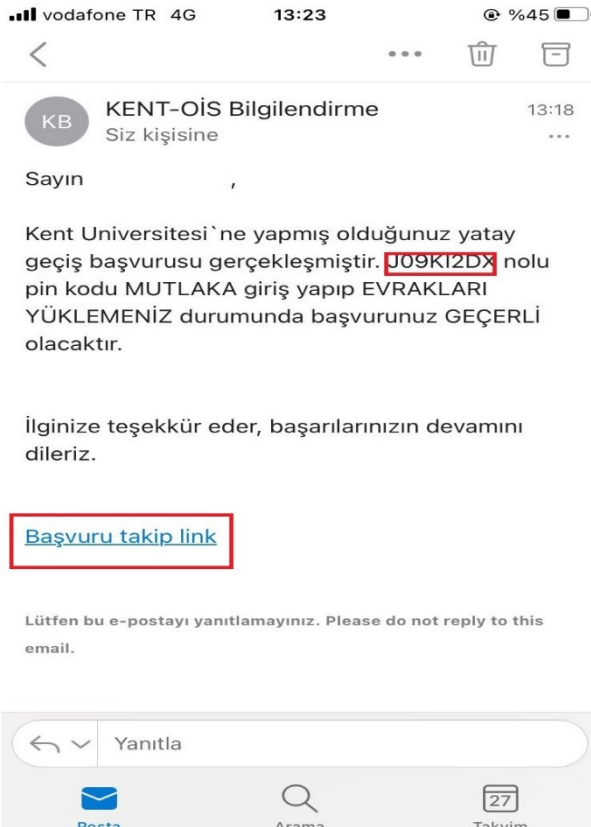 vodafone TR 4G 13:23 %45
KB
KENT-OİS Bilgilendirme 13:18
Siz kişisine
Sayın ,
Kent Universitesi`ne yapmış olduğunuz yatay
geçiş başvurusu gerçekleşmiştir. J09KI2DX nolu
pin kodu MUTLAKA giriş yapıp EVRAKLARI
YÜKLEMENİZ durumunda başvurunuz GEÇERLİ
olacaktır.
İlginize teşekkür eder, başarılarınızın devamını
dileriz.
Başvuru takip link
Lütfen bu e-postayı yanıtlamayınız. Please do not reply to this
email.
Yanıtla
27
Posta Arama Takvim